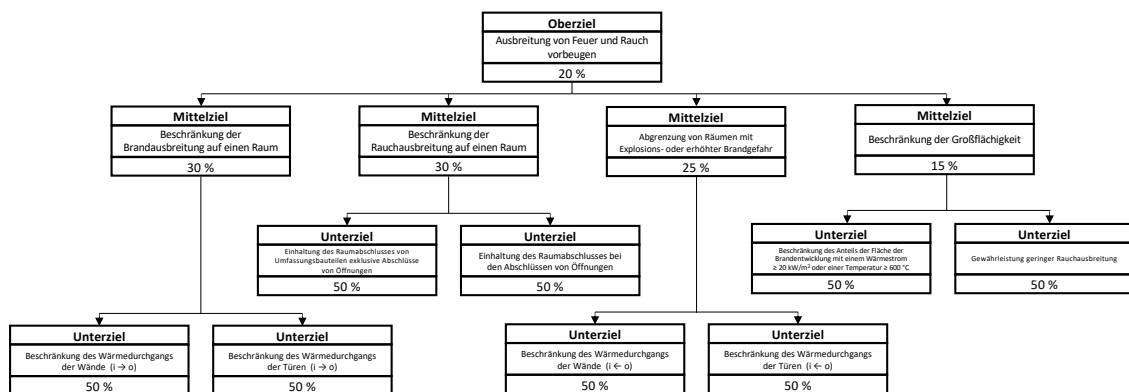 Oberziel
Ausbreitung von Feuer und Rauch
vorbeugen
20 %
Mittelziel
Beschränkung der
Brandausbreitung auf einen Raum
30 %
Mittelziel
Beschränkung der
Rauchausbreitung auf einen Raum
30 %
Mittelziel
Abgrenzung von Räumen mit
Explosions- oder erhöhter Brandgefahr
25 %
Mittelziel
Beschränkung der Großflächigkeit
15 %
Unterziel
Einhaltung des Raumabschlusses von
Umfassungsbauteilen exklusive Abschlüsse
von Öffnungen
50 %
Unterziel
Einhaltung des Raumabschlusses bei
den Abschlüssen von Öffnungen
50 %
Unterziel
Beschränkung des Anteils der Fläche der
Brandentwicklung mit einem Wärmestrom
≥ 20 kW/m² oder einer Temperatur ≥ 600 °C
50 %
Unterziel
Gewährleistung geringer Rauchausbreitung
50 %
Unterziel
Beschränkung des Wärmedurchgangs
der Wände (i → o)
50 %
Unterziel
Beschränkung des Wärmedurchgangs
der Türen (i → o)
50 %
Unterziel
Beschränkung des Wärmedurchgangs
der Wände (i ← o)
50 %
Unterziel
Beschränkung des Wärmedurchgangs
der Türen (i ← o)
50 %